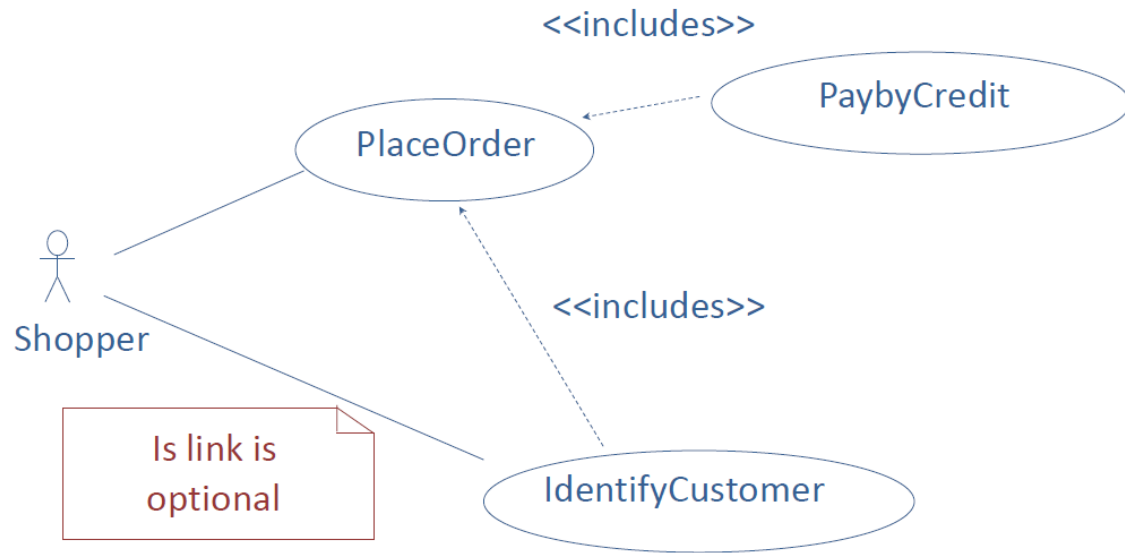 <<includes>>
PaybyCredit
PlaceOrder
<<includes>>
Shopper
Is link is
optional
IdentifyCustomer